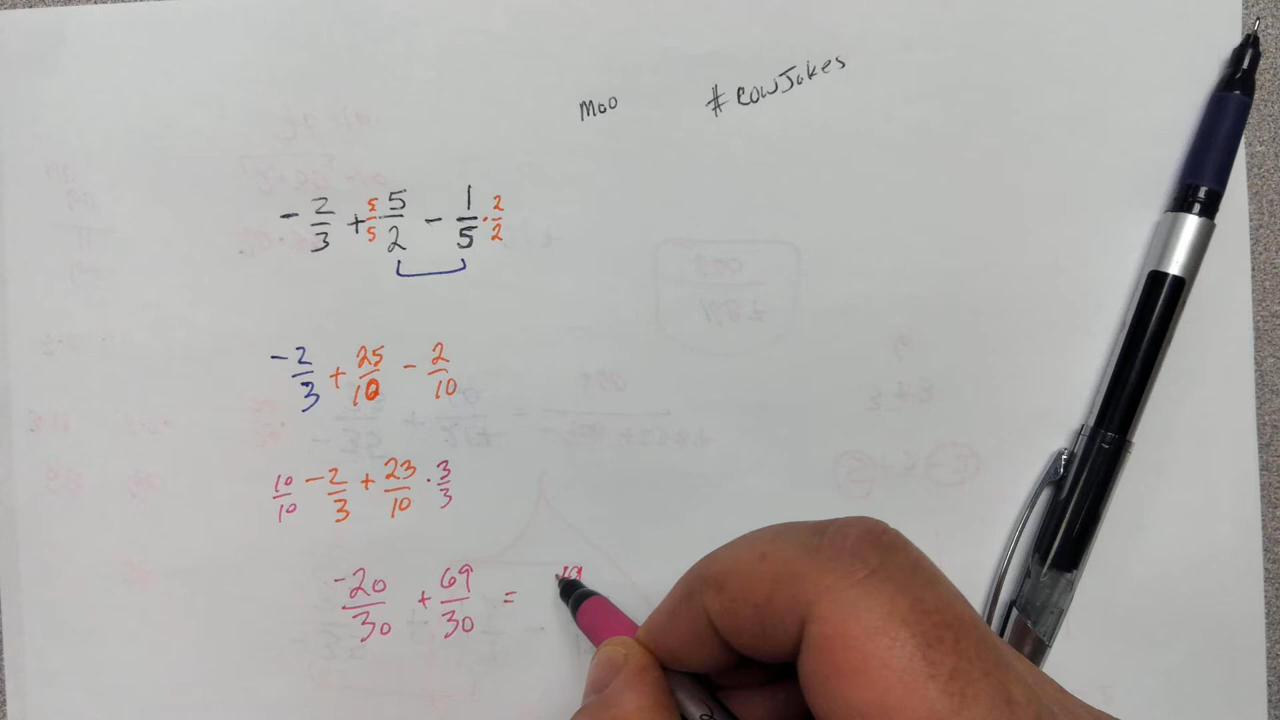 moo #cowJokes
- 2/3 + 5/5 · 5/2 - 1/5 · 2/2
-2/3 + 25/10 - 2/10
10/10 -2/3 + 23/10 · 3/3
-20/30 + 69/30 =